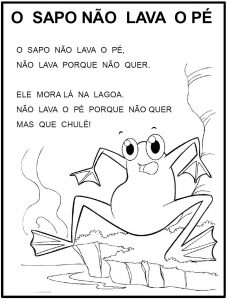 O SAPO NÃO LAVA O PÉ
O SAPO NÃO LAVA O PÉ,
NÃO LAVA PORQUE NÃO QUER.
ELE MORA LÁ NA LAGOA.
NÃO LAVA O PÉ PORQUE NÃO QUER
MAS QUE CHULÉ!